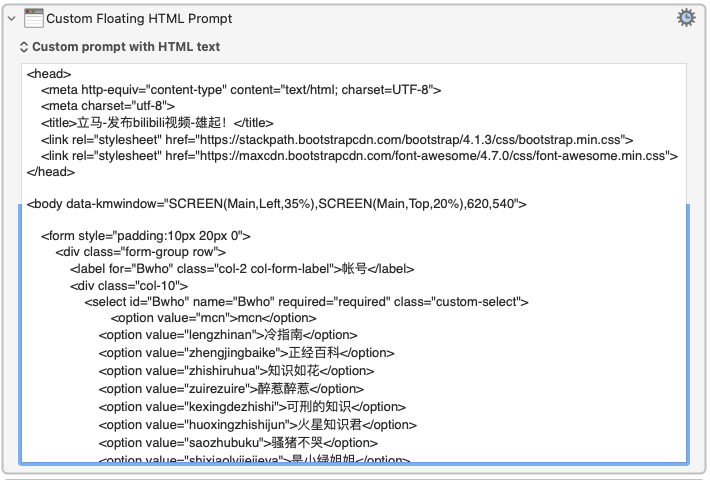 Custom Floating HTML Prompt
Custom prompt with HTML text
<head>
<meta http-equiv="content-type" content="text/html; charset=UTF-8">
<meta charset="utf-8">
<title>立马-发布bilibili视频-雄起！</title>
<link rel="stylesheet" href="https://stackpath.bootstrapcdn.com/bootstrap/4.1.3/css/bootstrap.min.css">
<link rel="stylesheet" href="https://maxcdn.bootstrapcdn.com/font-awesome/4.7.0/css/font-awesome.min.css">
</head>
<body data-kmwindow="SCREEN(Main,Left,35%),SCREEN(Main,Top,20%),620,540">
<form style="padding:10px 20px 0">
<div class="form-group row">
<label for="Bwho" class="col-2 col-form-label">帐号</label>
<div class="col-10">
<select id="Bwho" name="Bwho" required="required" class="custom-select">
<option value="mcn">mcn</option>
<option value="lengzhinan">冷指南</option>
<option value="zhengjingbaike">正经百科</option>
<option value="zhishiruhua">知识如花</option>
<option value="zuirezuire">醉惹醉惹</option>
<option value="kexingdezhishi">可刑的知识</option>
<option value="huoxingzhishijun">火星知识君</option>
<option value="saozhubuku">骚猪不哭</option>
<option value="shixiaolvjiejieya">是小绿姐姐</option>